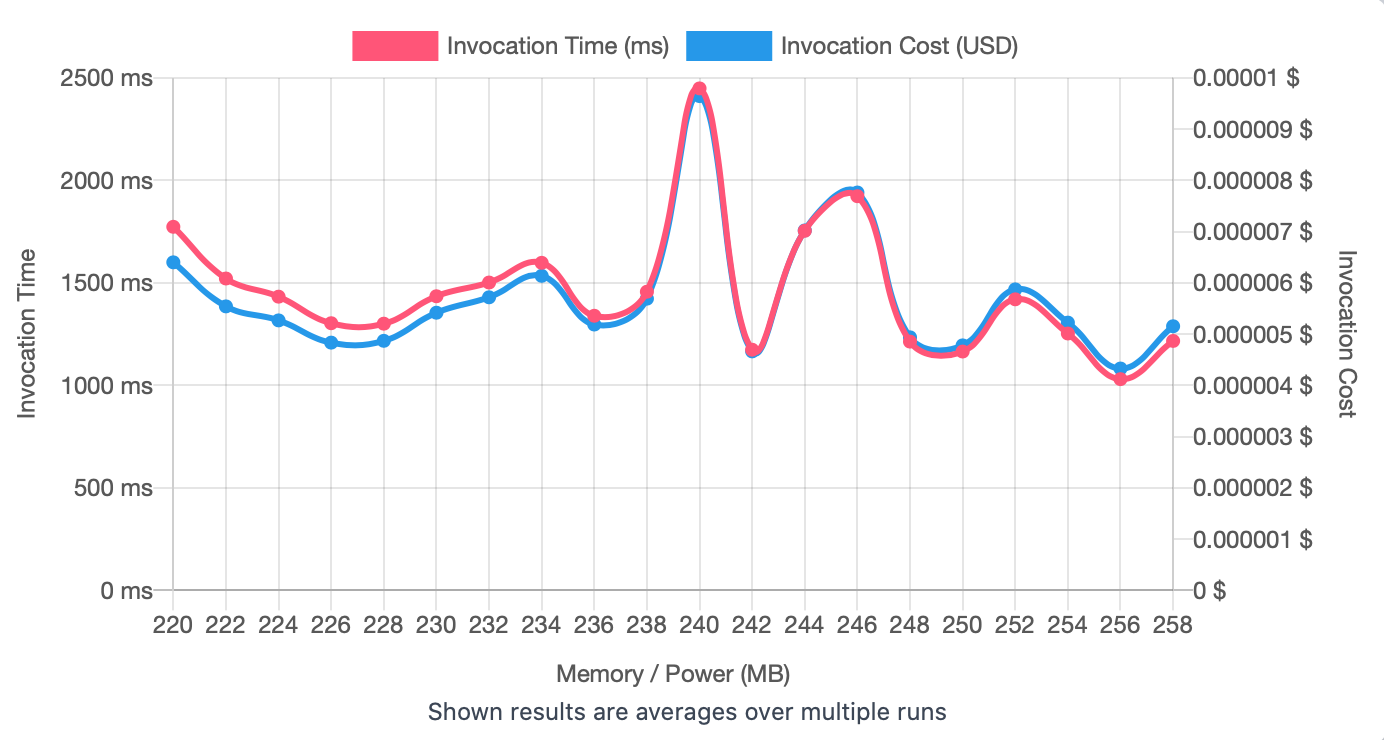 Invocation Time (ms) Invocation Cost (USD)
2500 ms 0.00001 $
0.000009 $
2000 ms 0.000008 $
0.000007 $
1500 ms 0.000006 $
0.000005 $
1000 ms 0.000004 $
0.000003 $
500 ms 0.000002 $
0.000001 $
0 ms 0 $
Invocation Time
Invocation Cost
220 222 224 226 228 230 232 234 236 238 240 242 244 246 248 250 252 254 256 258
Memory / Power (MB)
Shown results are averages over multiple runs